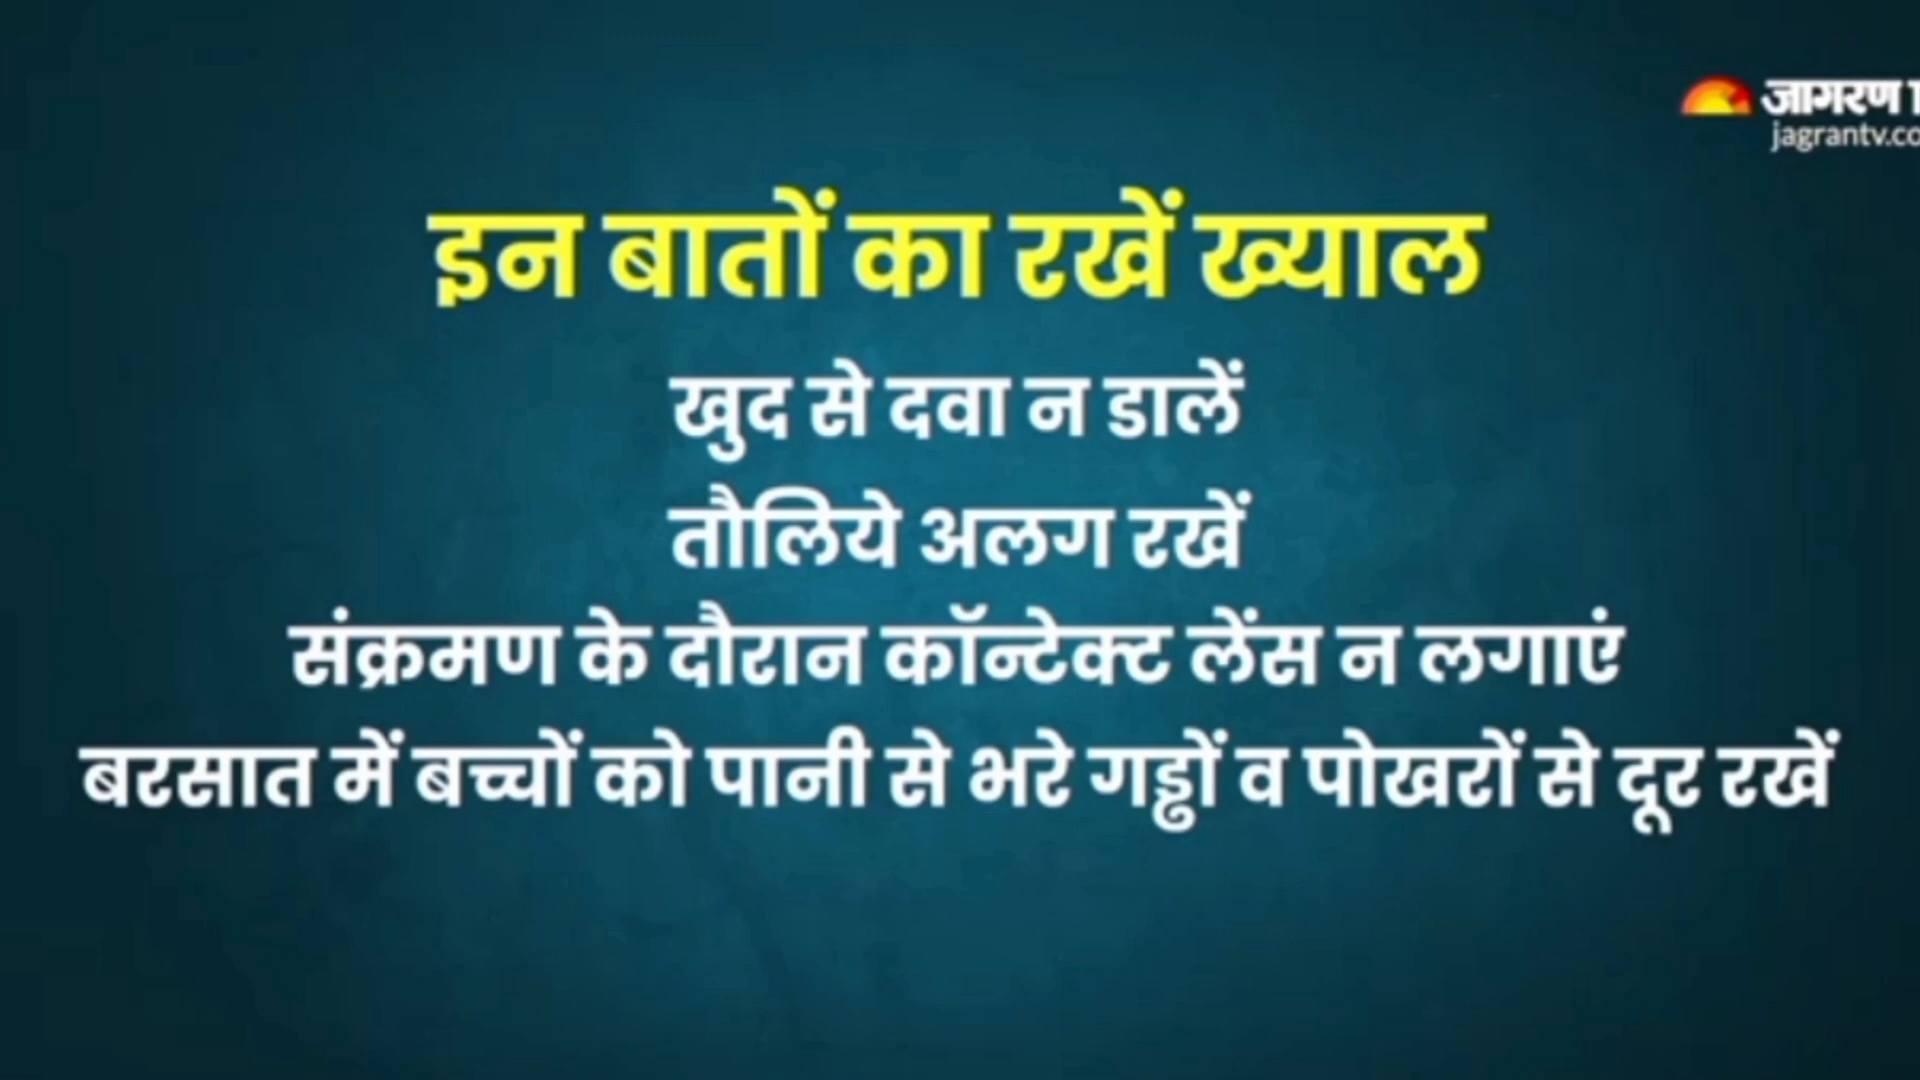 जागरण
jagrantv.co
इन बातों का रखें ख्याल
खुद से दवा न डालें
तौलिये अलग रखें
संक्रमण के दौरान कॉन्टेक्ट लेंस न लगाएं
बरसात में बच्चों को पानी से भरे गड्ढों व पोखरों से दूर रखें